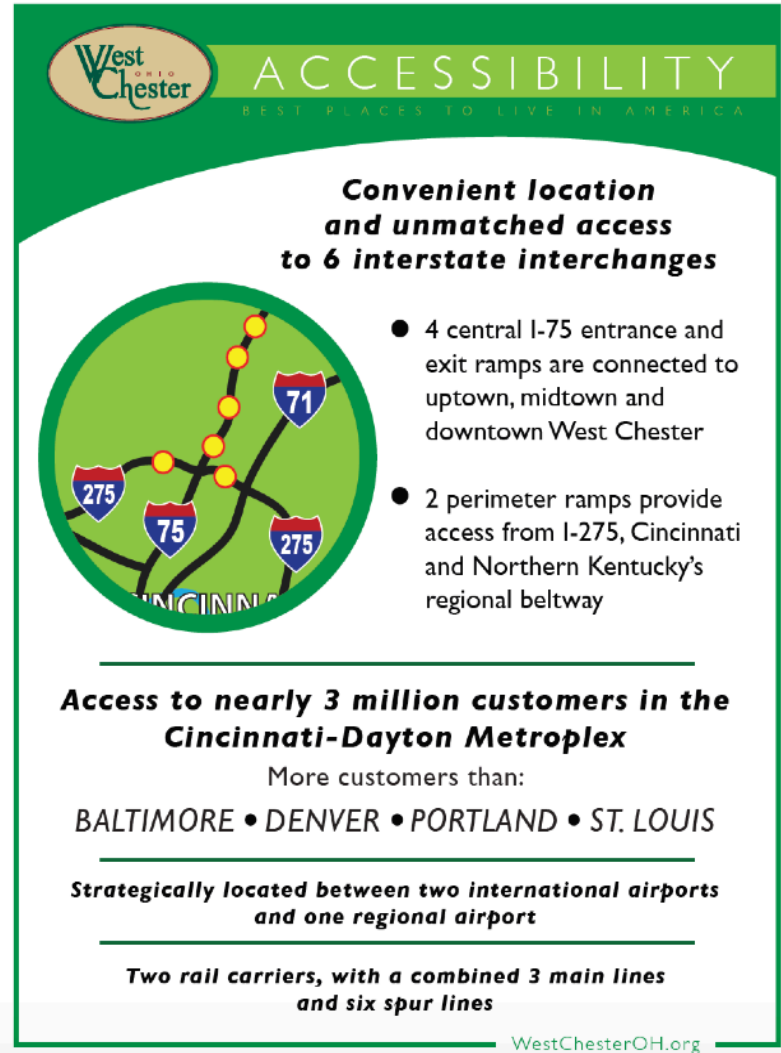 West
OHIO
Chester
ACCESSIBILITY
BEST PLACES TO LIVE IN AMERICA
Convenient location
and unmatched access
to 6 interstate interchanges
● 4 central I-75 entrance and
exit ramps are connected to
uptown, midtown and
downtown West Chester
● 2 perimeter ramps provide
access from I-275, Cincinnati
and Northern Kentucky's
regional beltway
71
275
75
275
INCINNA
Access to nearly 3 million customers in the
Cincinnati-Dayton Metroplex
More customers than:
BALTIMORE ● DENVER ● PORTLAND ● ST. LOUIS
Strategically located between two international airports
and one regional airport
Two rail carriers, with a combined 3 main lines
and six spur lines
WestChesterOH.org